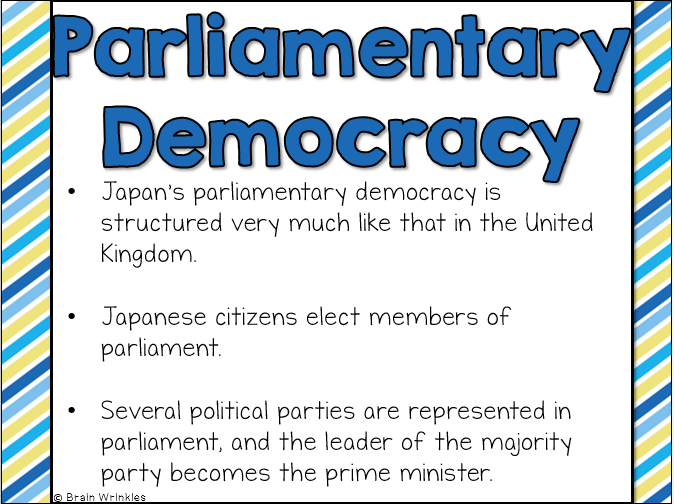 Parliamentary
Democracy
• Japan's parliamentary democracy is
structured very much like that in the United
Kingdom.
• Japanese citizens elect members of
parliament.
• Several political parties are represented in
parliament, and the leader of the majority
party becomes the prime minister.
© Brain Wrinkles